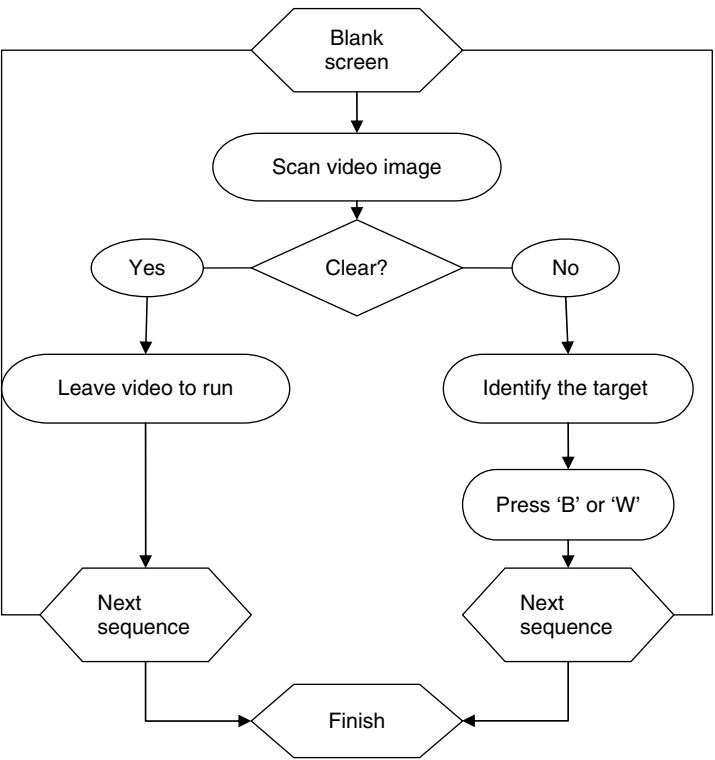 Blank
screen
Scan video image
Yes
Clear?
No
Leave video to run
Identify the target
Press ‘B’ or ‘W’
Next
sequence
Next
sequence
Finish